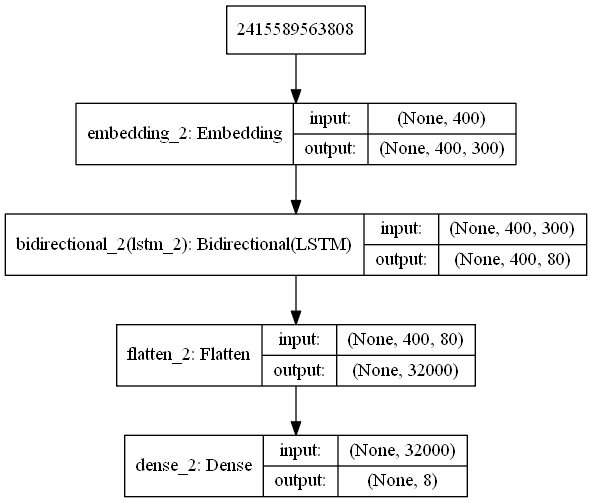 2415589563808
embedding_2: Embedding
input: (None, 400)
output: (None, 400, 300)
bidirectional_2(lstm_2): Bidirectional(LSTM)
input: (None, 400, 300)
output: (None, 400, 80)
flatten_2: Flatten
input: (None, 400, 80)
output: (None, 32000)
dense_2: Dense
input: (None, 32000)
output: (None, 8)